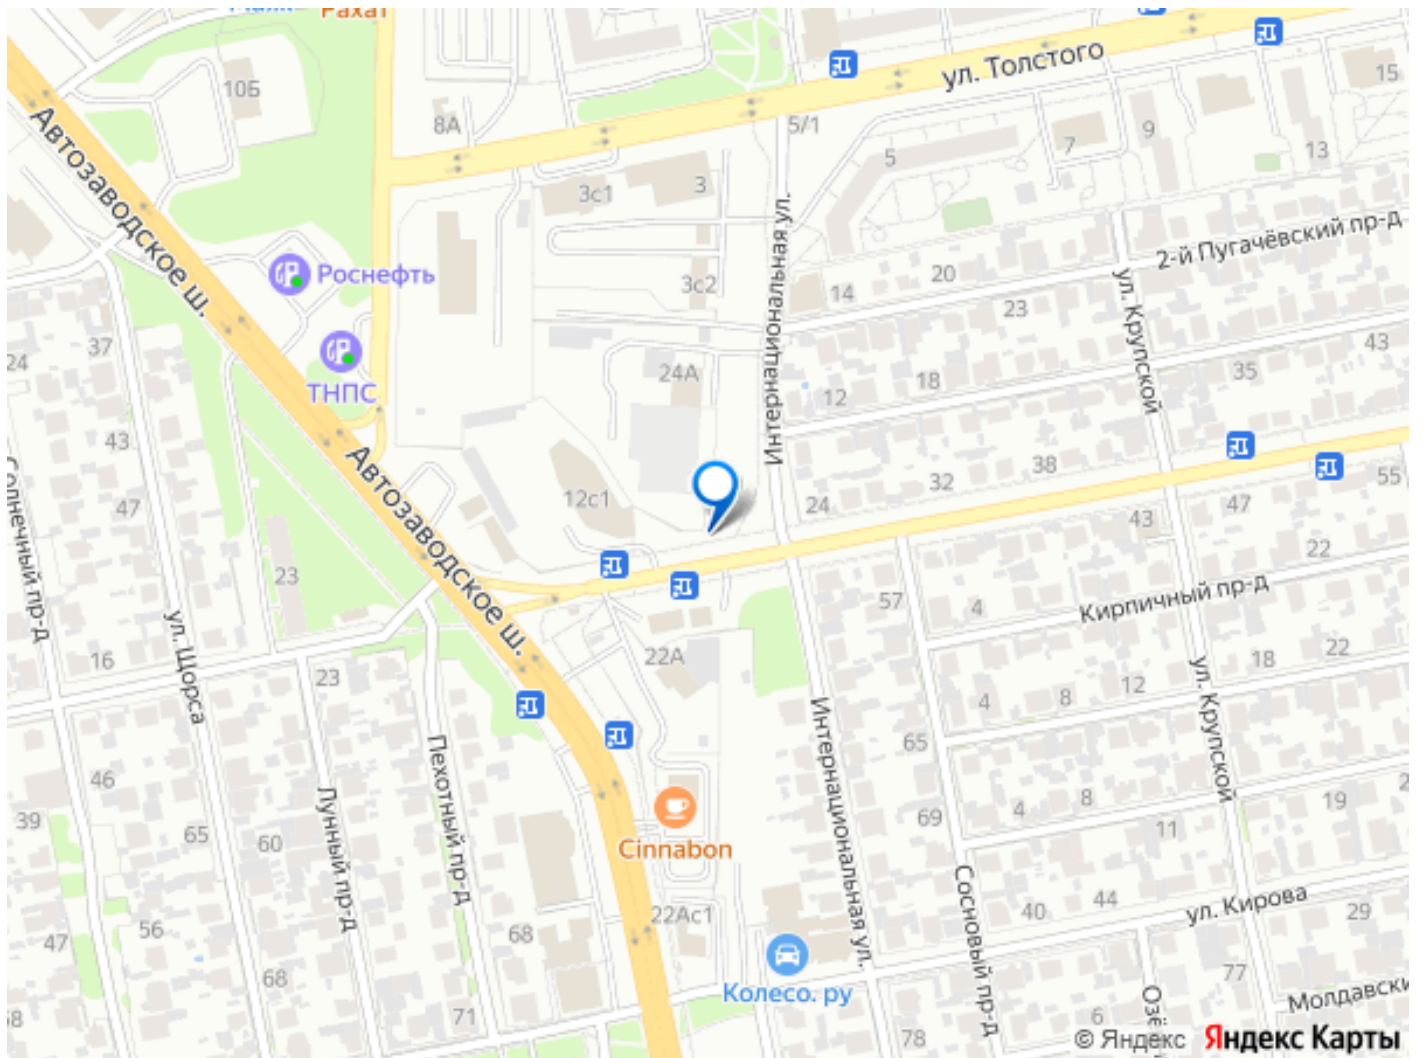 Рахат
ул. Толстого
15
10Б
8А
5/1
9
7
5
13
Автозаводское ш.
3с1
3
Интернациональная ул.
2-й Пугачёвский пр-д
20
Роснефть
3с2
14
23
ул. Крупской
24
37
ТНПС
24А
12
18
35
43
43
Автозаводское ш.
38
32
47
12с1
24
47
55
Солнечный пр-д
43
22
23
57
4
Кирпичный пр-д
ул. Щорса
16
23
22А
18
22
12
8
4
ул. Крупской
Интернациональная ул.
65
46
Пехотный пр-д
Лунный пр-д
39
65
60
69
4
8
11
19
Cinnabon
56
47
68
68
22Ас1
Сосновый пр-д
40
44
ул. Кирова
29
77
Колесо. ру
71
78
6
Молдавски
© Яндекс Яндекс Карты